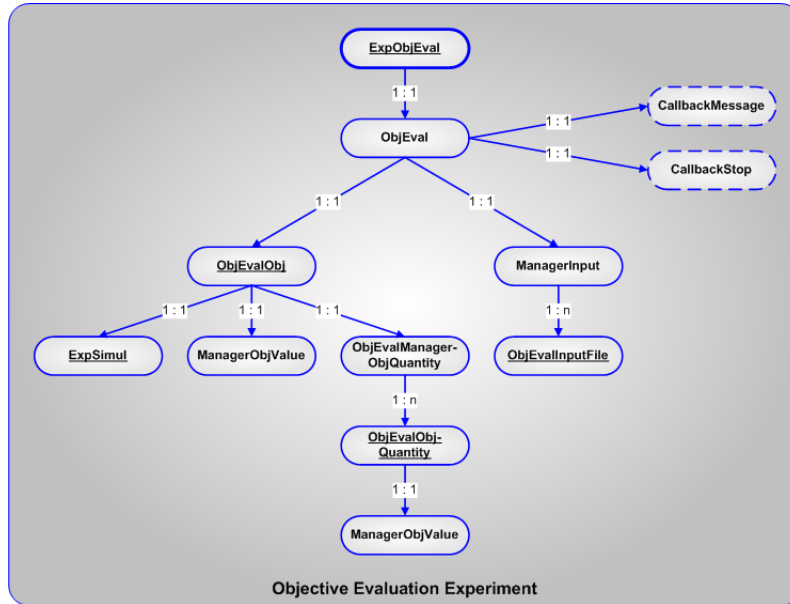 ExpObjEval
1 : 1
CallbackMessage
1 : 1
ObjEval
1 : 1
CallbackStop
1 : 1
1 : 1
ObjEvalObj
ManagerInput
1 : 1
1 : 1
1 : 1
1 : n
ExpSimul
ManagerObjValue
ObjEvalManager-
ObjQuantity
ObjEvalInputFile
1 : n
ObjEvalObj-
Quantity
1 : 1
ManagerObjValue
Objective Evaluation Experiment